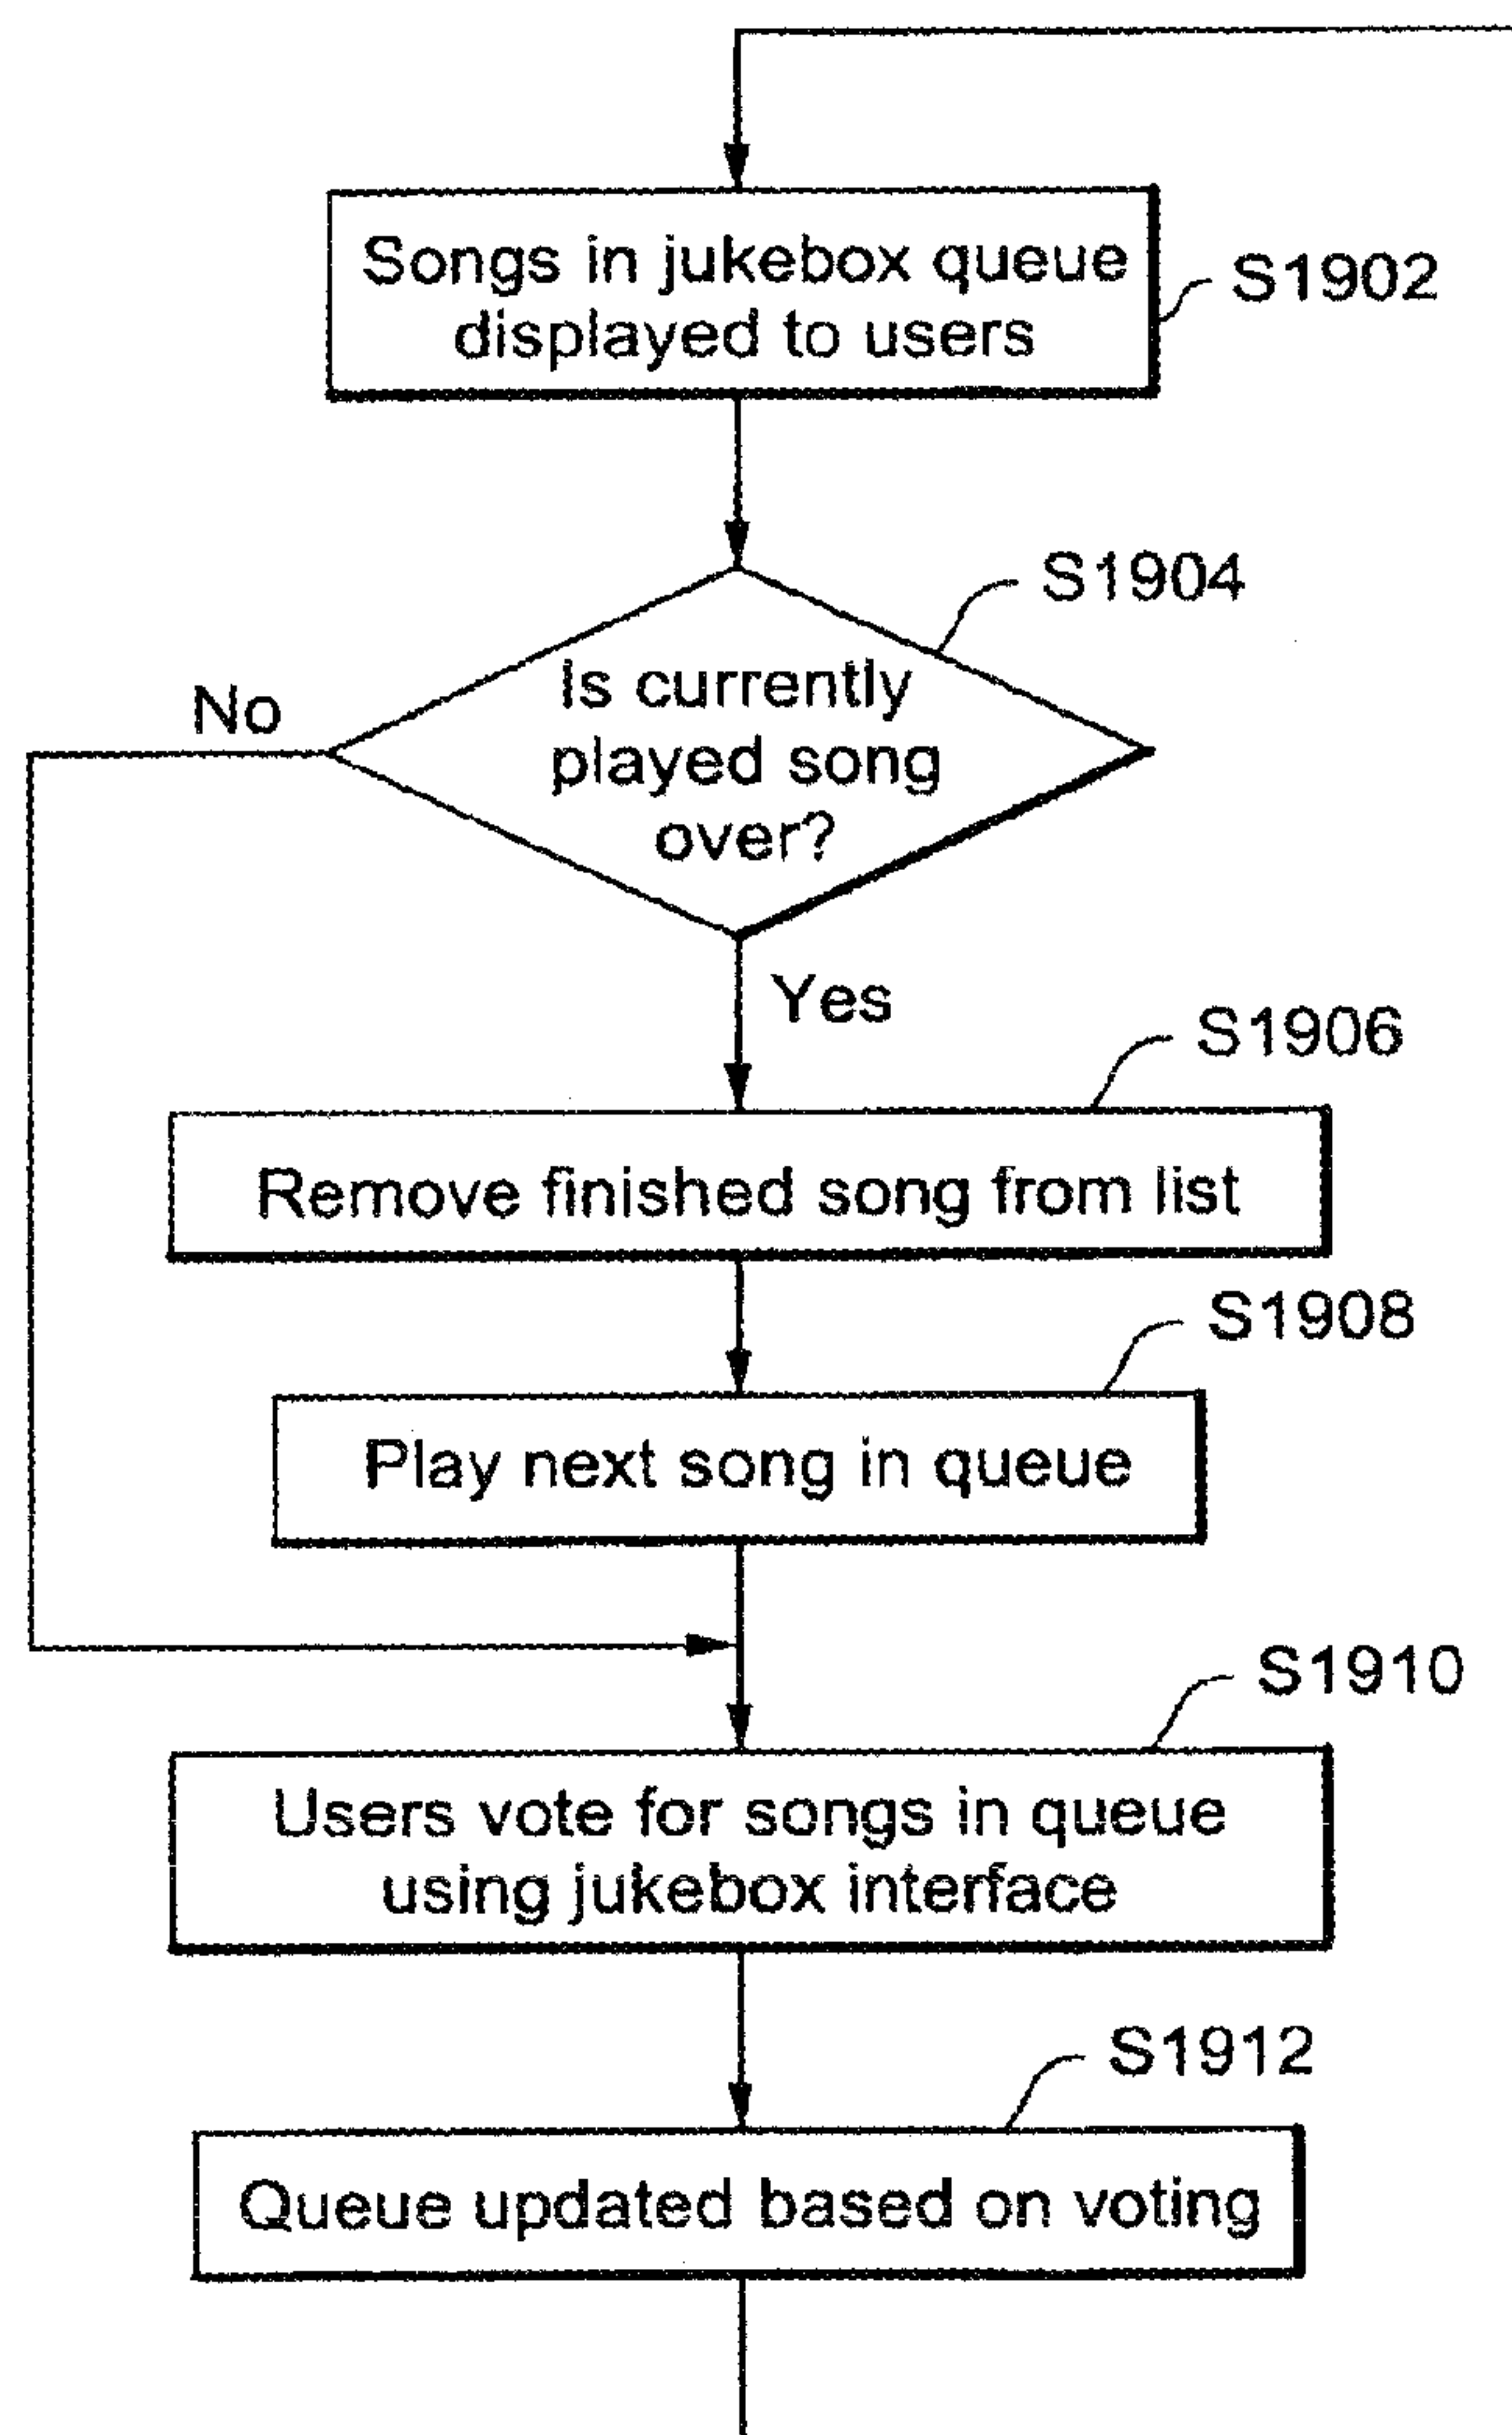 Songs in jukebox queue
displayed to users
S1902
S1904
Is currently
played song
over?
No
Yes
S1906
Remove finished song from list
S1908
Play next song in queue
S1910
Users vote for songs in queue
using jukebox interface
S1912
Queue updated based on voting